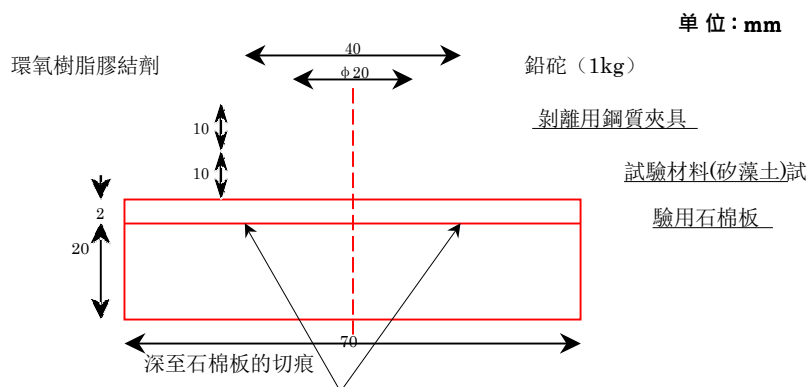 单 位：mm
40
環氧樹脂膠結劑
鉛砣（1kg）
φ20
10
剝離用鋼質夾具
10
試驗材料(矽藻土)試
2
驗用石棉板
20
70
深至石棉板的切痕